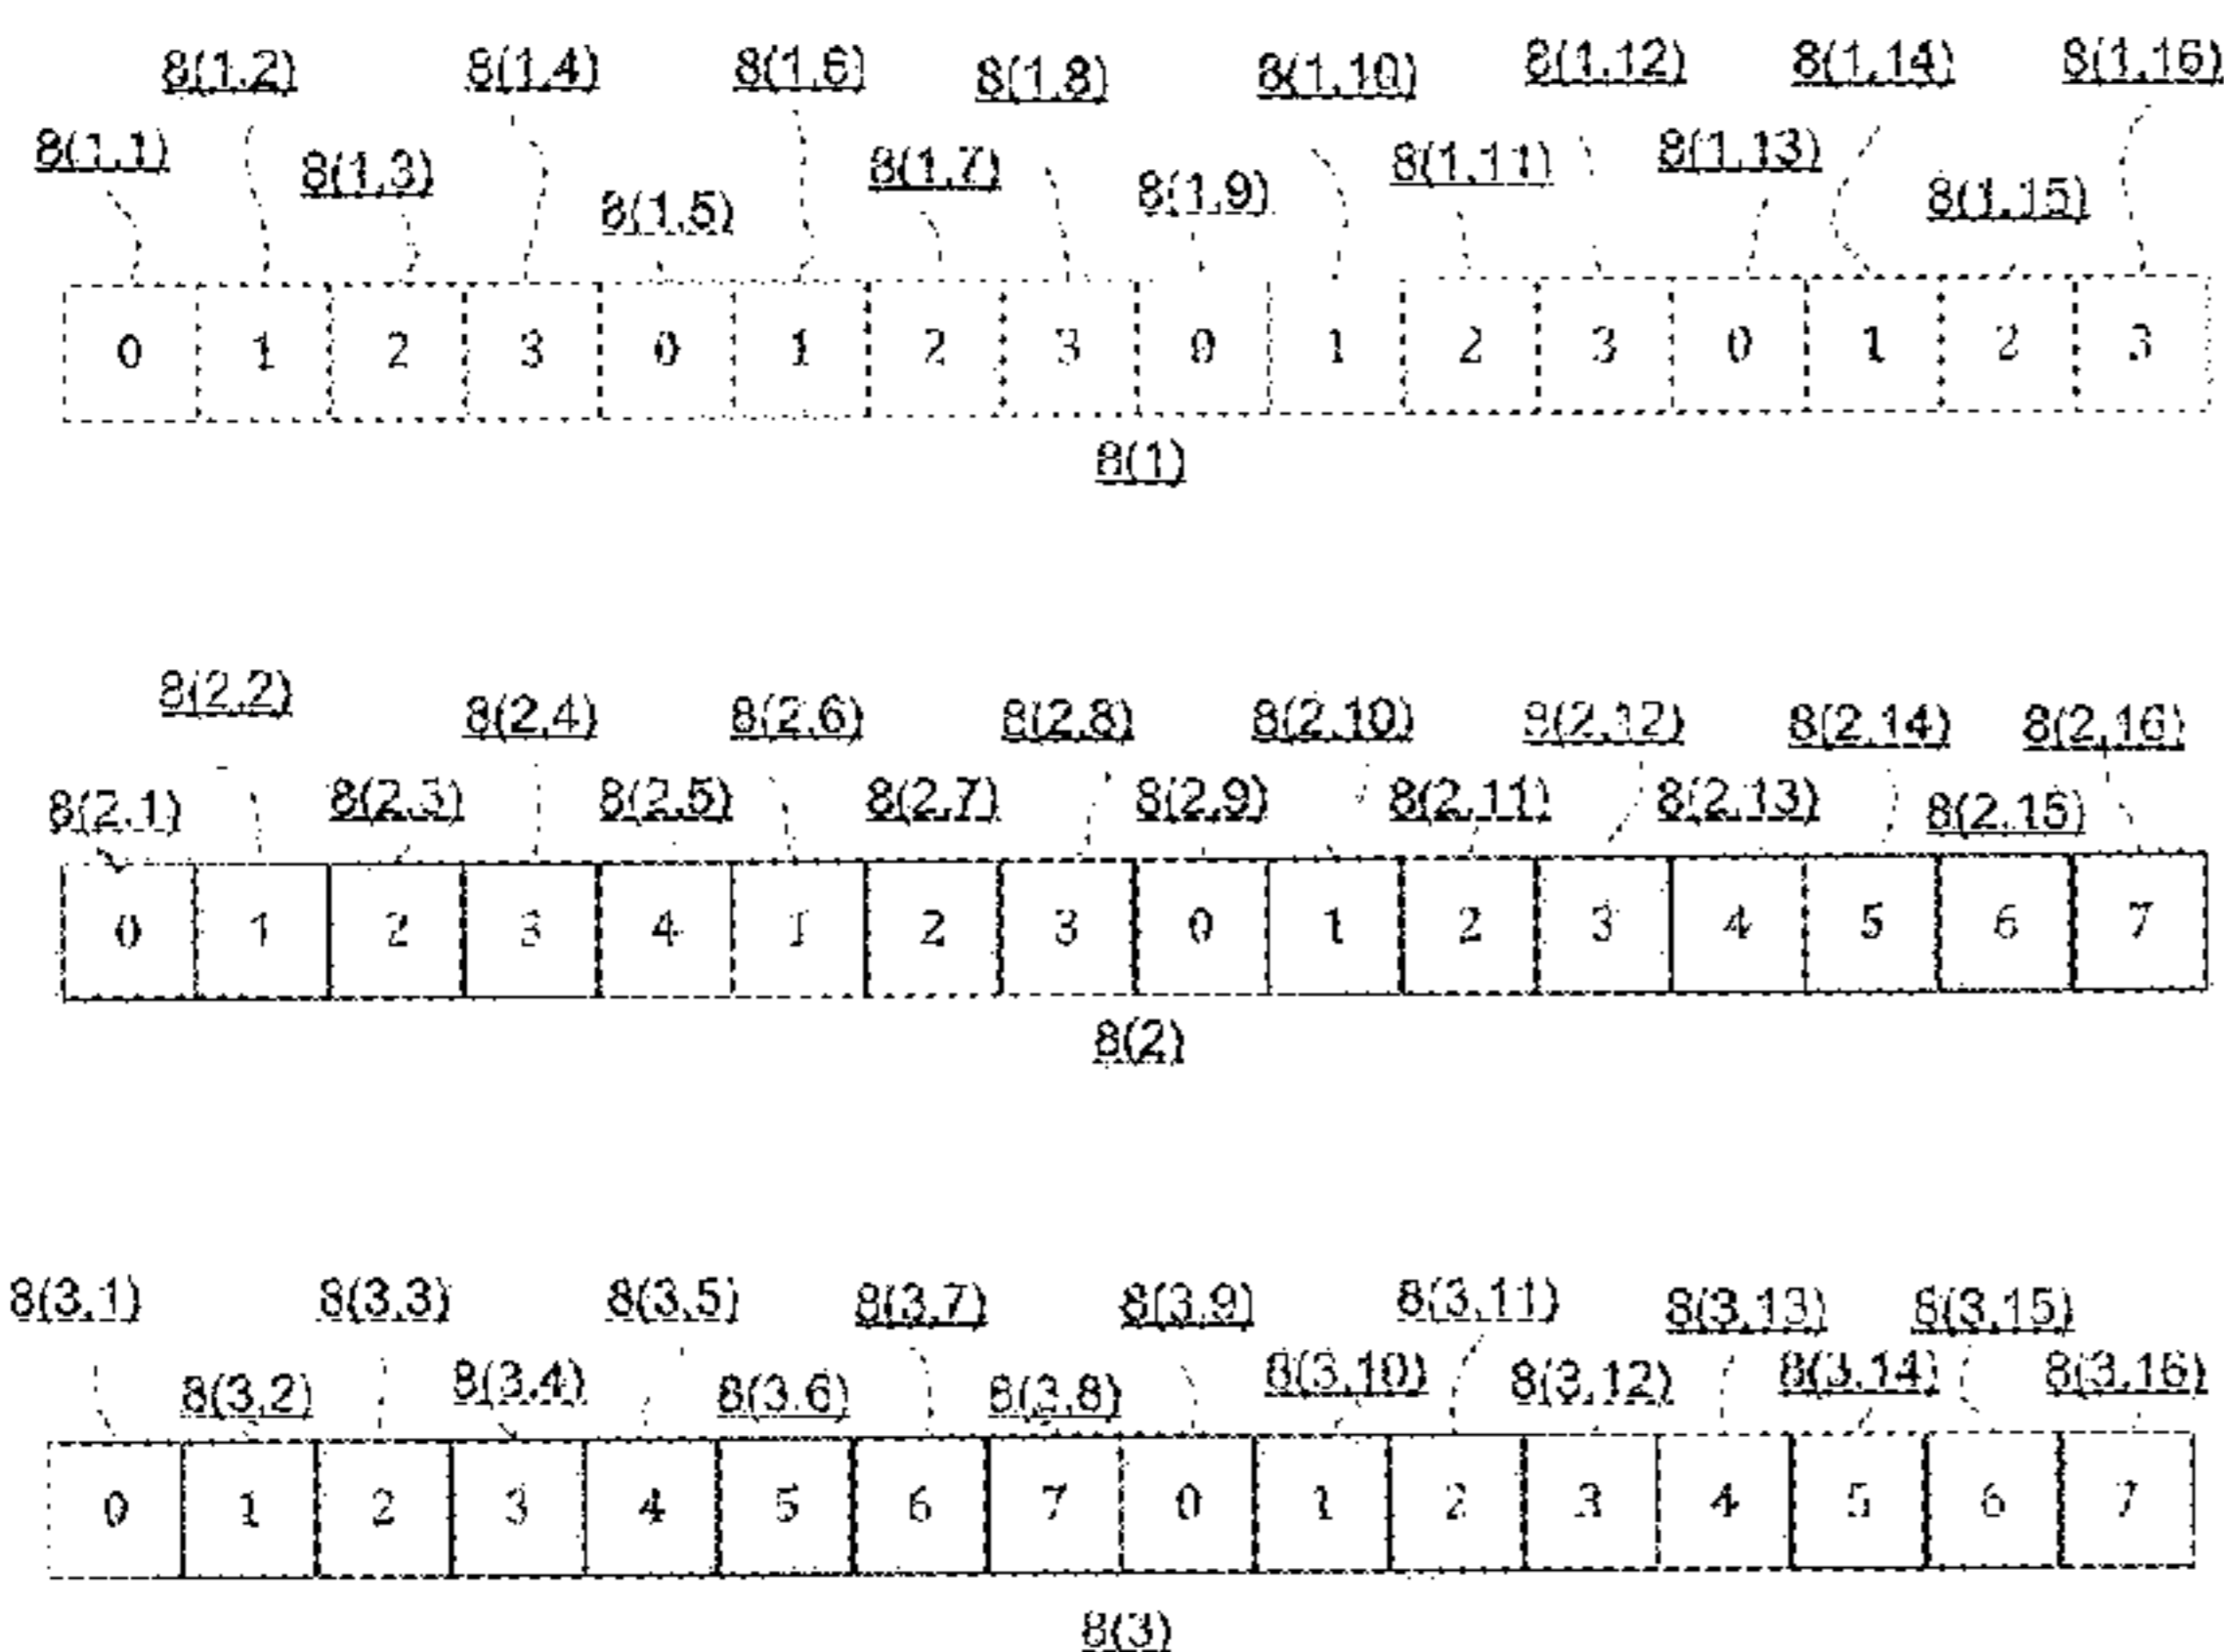 8(1,2) 8(1,4) 8(1,6) 8(1,8) 8(1,10) 8(1,12) 8(1,14) 8(1,16)
8(1,1) 8(1,3) 8(1,5) 8(1,7) 8(1,9) 8(1,11) 8(1,13) 8(1,15)
0 1 2 3 0 1 2 3 0 1 2 3 0 1 2 3
8(1)
8(2,2) 8(2,4) 8(2,6) 8(2,8) 8(2,10) 8(2,12) 8(2,14) 8(2,16)
8(2,1) 8(2,3) 8(2,5) 8(2,7) 8(2,9) 8(2,11) 8(2,13) 8(2,15)
0 1 2 3 4 1 2 3 0 1 2 3 4 5 6 7
8(2)
8(3,1) 8(3,3) 8(3,5) 8(3,7) 8(3,9) 8(3,11) 8(3,13) 8(3,15)
8(3,2) 8(3,4) 8(3,6) 8(3,8) 8(3,10) 8(3,12) 8(3,14) 8(3,16)
0 1 2 3 4 5 6 7 0 1 2 3 4 5 6 7
8(3)